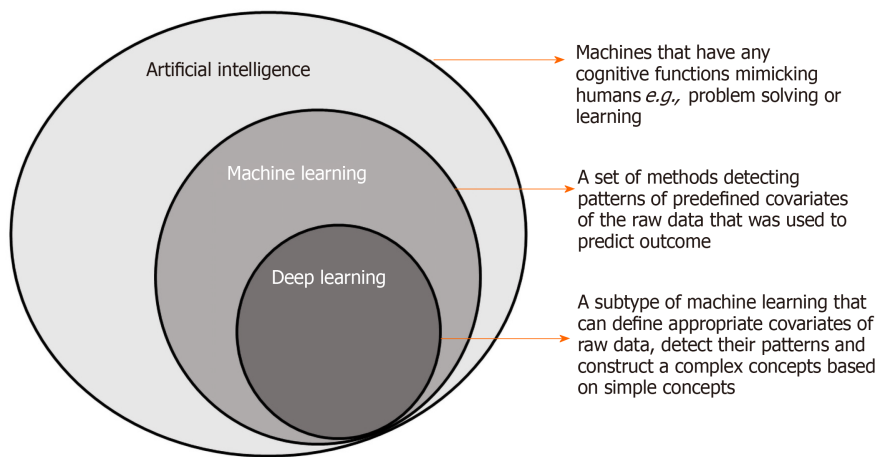 Artificial intelligence
Machines that have any
cognitive functions mimicking
humans e.g., problem solving or
learning
Machine learning
A set of methods detecting
patterns of predefined covariates
of the raw data that was used to
predict outcome
Deep learning
A subtype of machine learning that
can define appropriate covariates of
raw data, detect their patterns and
construct a complex concepts based
on simple concepts